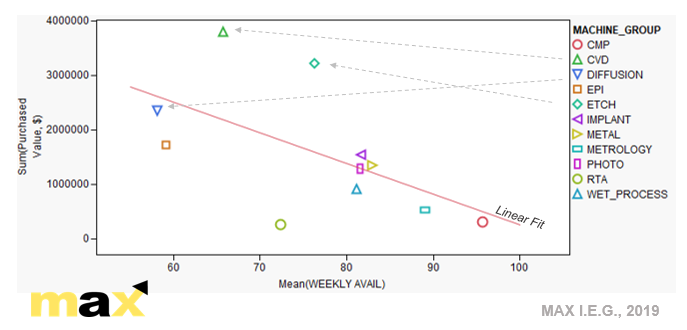 4000000
3000000
2000000
1000000
0
Sum(Purchased
Value, $)
60
70
80
90
100
Mean(WEEKLY AVAIL)
Linear Fit
MACHINE_GROUP
CMP
CVD
DIFFUSION
EPI
ETCH
IMPLANT
METAL
METROLOGY
PHOTO
RTA
WET_PROCESS
max
MAX I.E.G., 2019